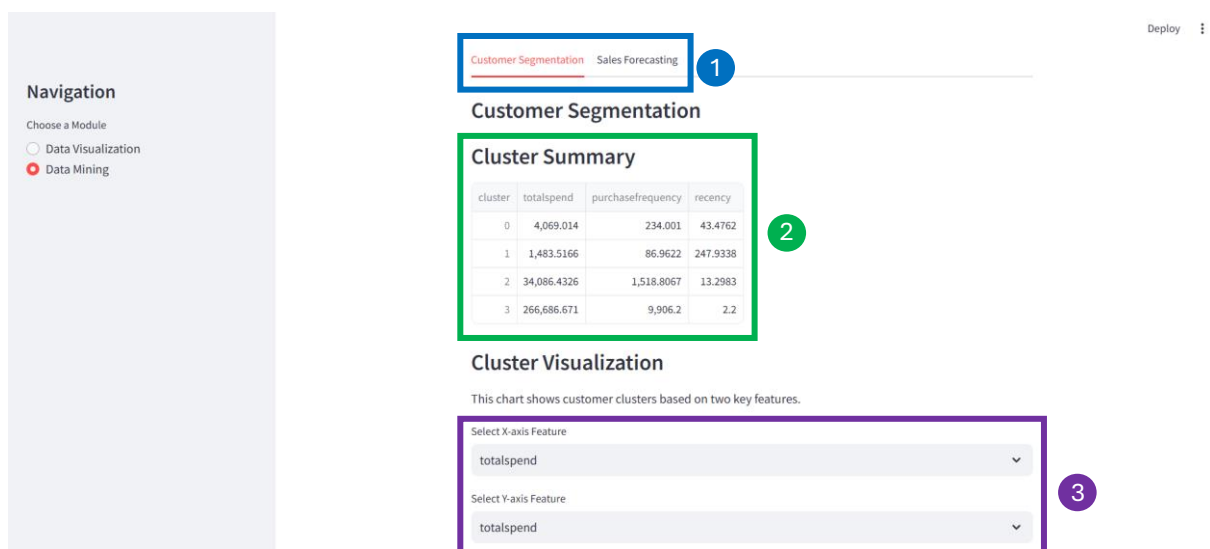 Deploy
Customer Segmentation Sales Forecasting
1
Navigation
Choose a Module
Data Visualization
Data Mining
Customer Segmentation
Cluster Summary
cluster totalspend purchasefrequency recency
0 4,069.014 234.001 43.4762
1 1,483.5166 86.9622 247.9338
2 34,086.4326 1,518.8067 13.2983
3 266,686.671 9,906.2 2.2
2
Cluster Visualization
This chart shows customer clusters based on two key features.
Select X-axis Feature
totalspend
Select Y-axis Feature
totalspend
3